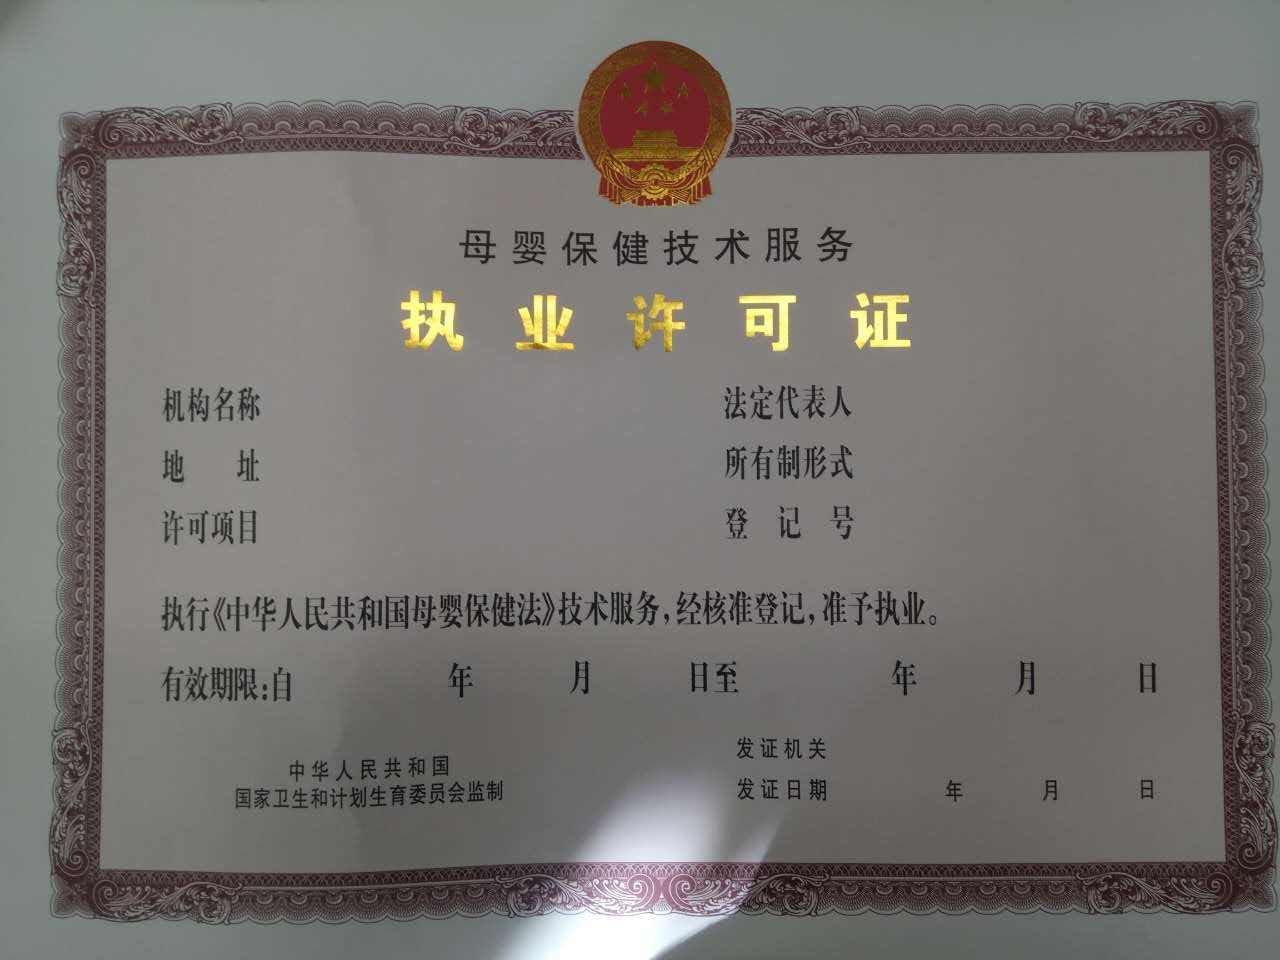 母婴保健技术服务
执业许可证
机构名称 法定代表人
地 址 所有制形式
许可项目 登 记 号
执行《中华人民共和国母婴保健法》技术服务，经核准登记，准予执业。
有效期限：自 年 月 日至 年 月 日
中华人民共和国
国家卫生和计划生育委员会监制
发证机关
发证日期 年 月 日